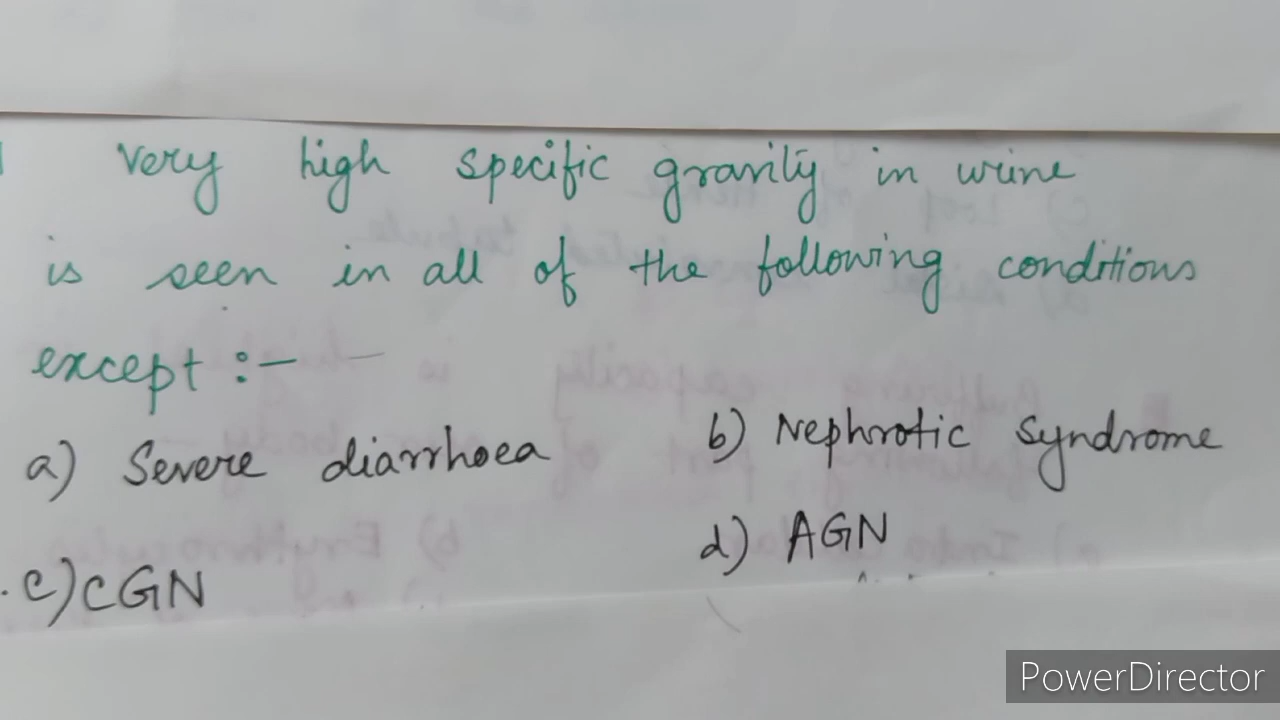 Very high specific gravity in urine
is seen in all of the following conditions
except :-
a) Severe diarrhoea
b) Nephrotic Syndrome
c) CGN
d) AGN
PowerDirector